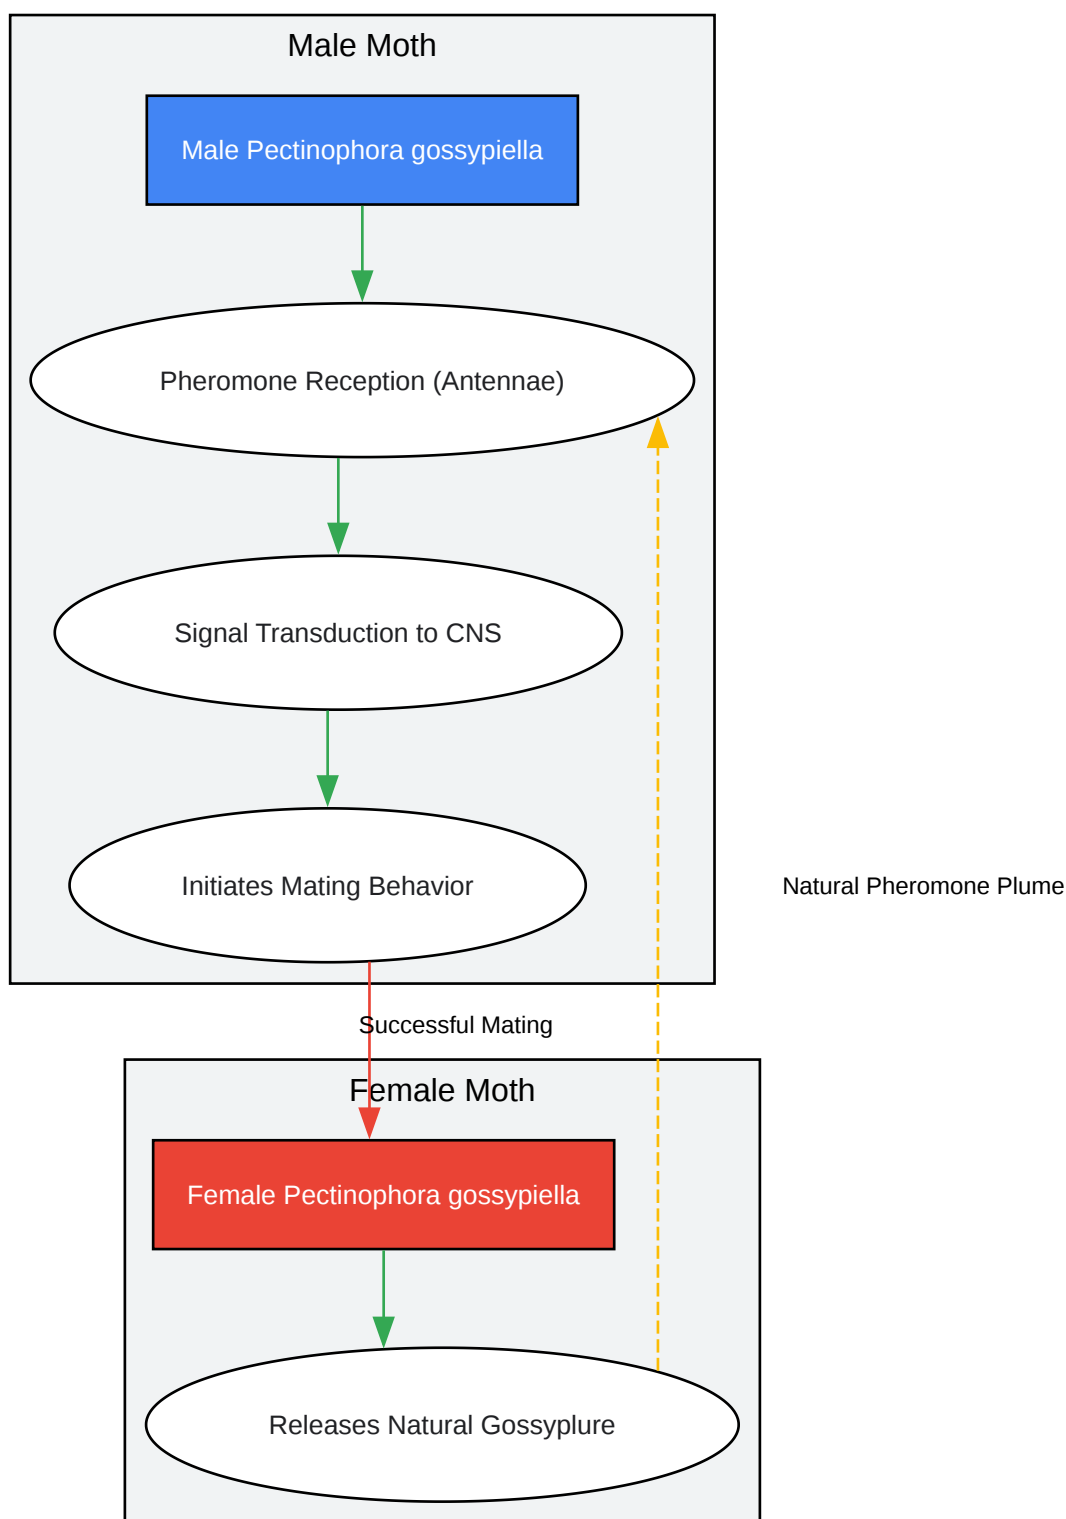 Male Moth
Male Pectinophora gossypiella
Pheromone Reception (Antennae)
Signal Transduction to CNS
Initiates Mating Behavior
Natural Pheromone Plume
Successful Mating
Female Moth
Female Pectinophora gossypiella
Releases Natural Gossyplure